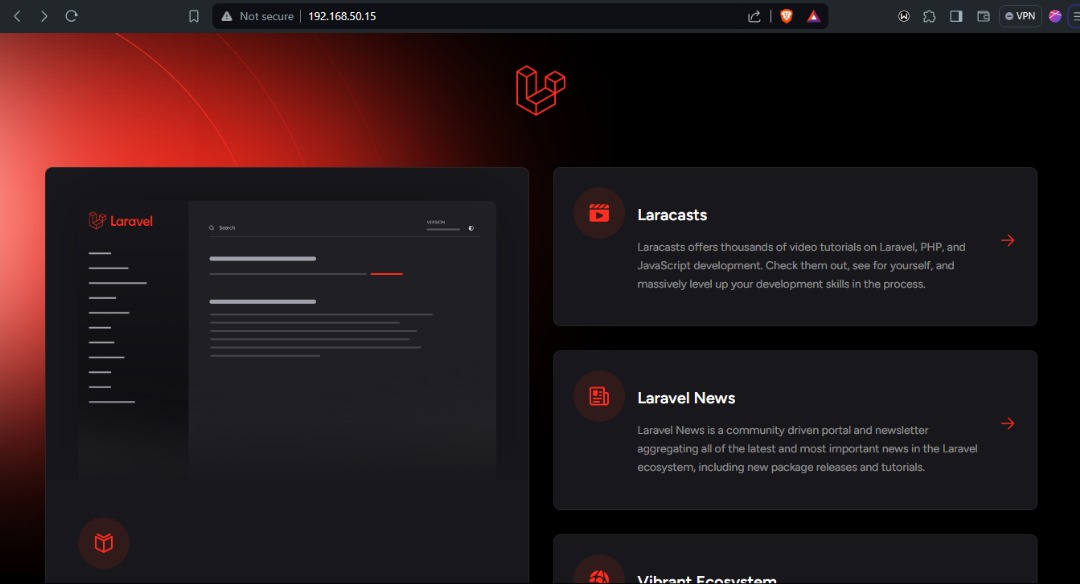 Not secure
192.168.50.15
VPN
Laravel
Search
VERSION
Laracasts
Laracasts offers thousands of video tutorials on Laravel, PHP, and
JavaScript development. Check them out, see for yourself, and
massively level up your development skills in the process.
Laravel News
Laravel News is a community driven portal and newsletter
aggregating all of the latest and most important news in the Laravel
ecosystem, including new package releases and tutorials.
Vibrant Ecosystem